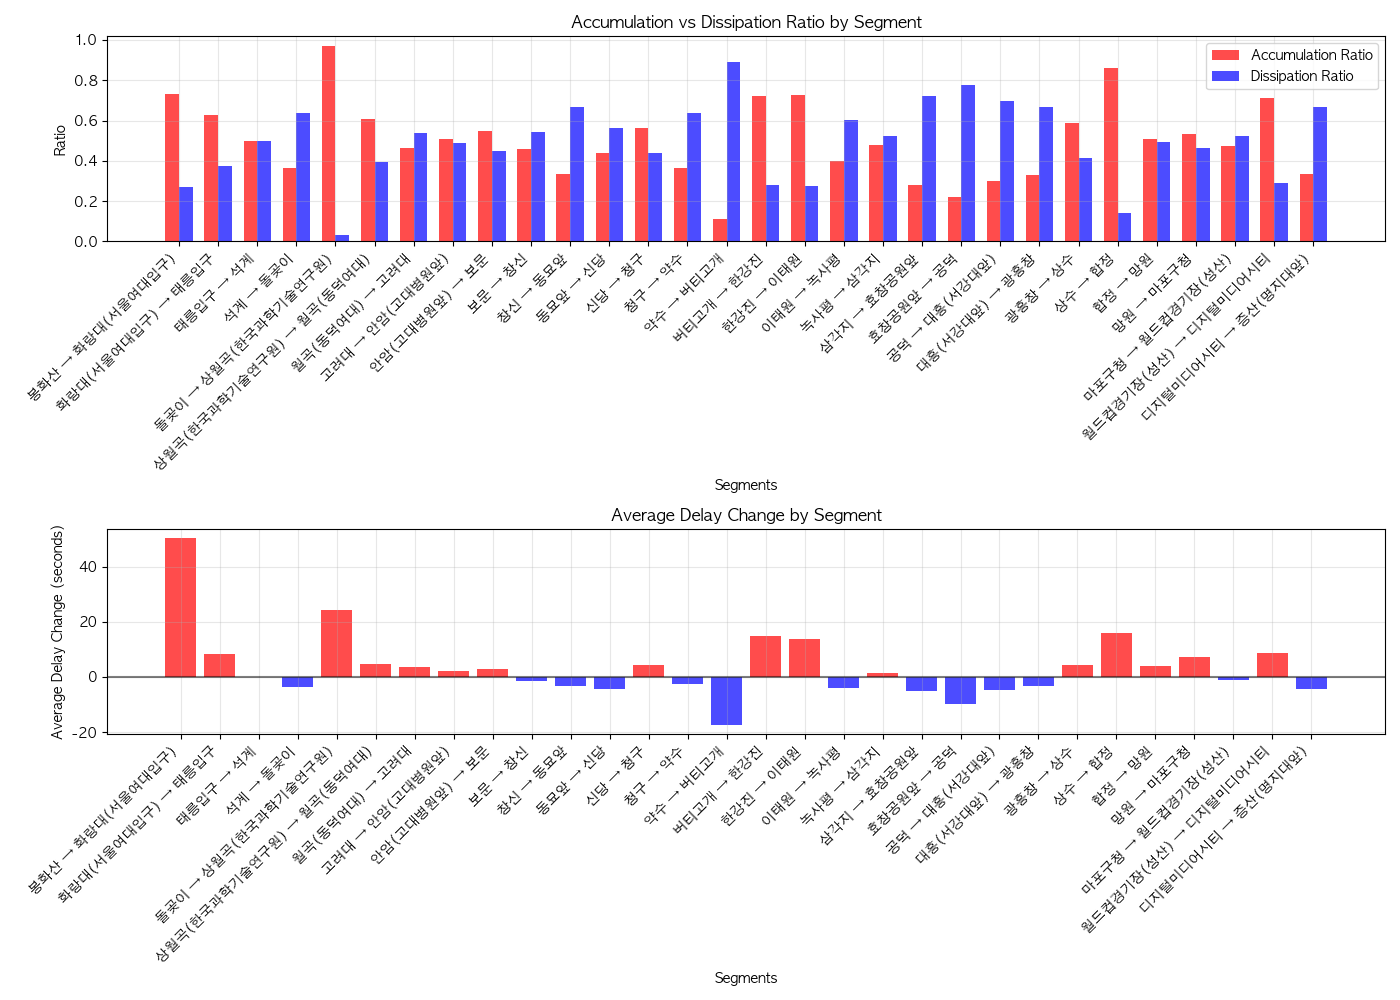 Accumulation vs Dissipation Ratio by Segment
Accumulation Ratio
Dissipation Ratio
Ratio
1.0
0.8
0.6
0.4
0.2
0.0
봉화산 → 화랑대(서울여대입구)
화랑대(서울여대입구) → 태릉입구
태릉입구 → 석계
석계 → 돌곶이
돌곶이 → 상월곡(한국과학기술연구원)
상월곡(한국과학기술연구원) → 월곡(동덕여대)
월곡(동덕여대) → 고려대
고려대 → 안암(고대병원앞)
안암(고대병원앞) → 보문
보문 → 창신
창신 → 동묘앞
동묘앞 → 신당
신당 → 청구
청구 → 약수
약수 → 버티고개
버티고개 → 한강진
한강진 → 이태원
이태원 → 녹사평
녹사평 → 삼각지
삼각지 → 효창공원앞
효창공원앞 → 공덕
공덕 → 대흥(서강대앞)
대흥(서강대앞) → 광흥창
광흥창 → 상수
상수 → 합정
합정 → 망원
망원 → 마포구청
마포구청 → 월드컵경기장(성산)
월드컵경기장(성산) → 디지털미디어시티
디지털미디어시티 → 증산(명지대앞)
Segments
Average Delay Change by Segment
Average Delay Change (seconds)
40
20
0
-20
봉화산 → 화랑대(서울여대입구)
화랑대(서울여대입구) → 태릉입구
태릉입구 → 석계
석계 → 돌곶이
돌곶이 → 상월곡(한국과학기술연구원)
상월곡(한국과학기술연구원) → 월곡(동덕여대)
월곡(동덕여대) → 고려대
고려대 → 안암(고대병원앞)
안암(고대병원앞) → 보문
보문 → 창신
창신 → 동묘앞
동묘앞 → 신당
신당 → 청구
청구 → 약수
약수 → 버티고개
버티고개 → 한강진
한강진 → 이태원
이태원 → 녹사평
녹사평 → 삼각지
삼각지 → 효창공원앞
효창공원앞 → 공덕
공덕 → 대흥(서강대앞)
대흥(서강대앞) → 광흥창
광흥창 → 상수
상수 → 합정
합정 → 망원
망원 → 마포구청
마포구청 → 월드컵경기장(성산)
월드컵경기장(성산) → 디지털미디어시티
디지털미디어시티 → 증산(명지대앞)
Segments